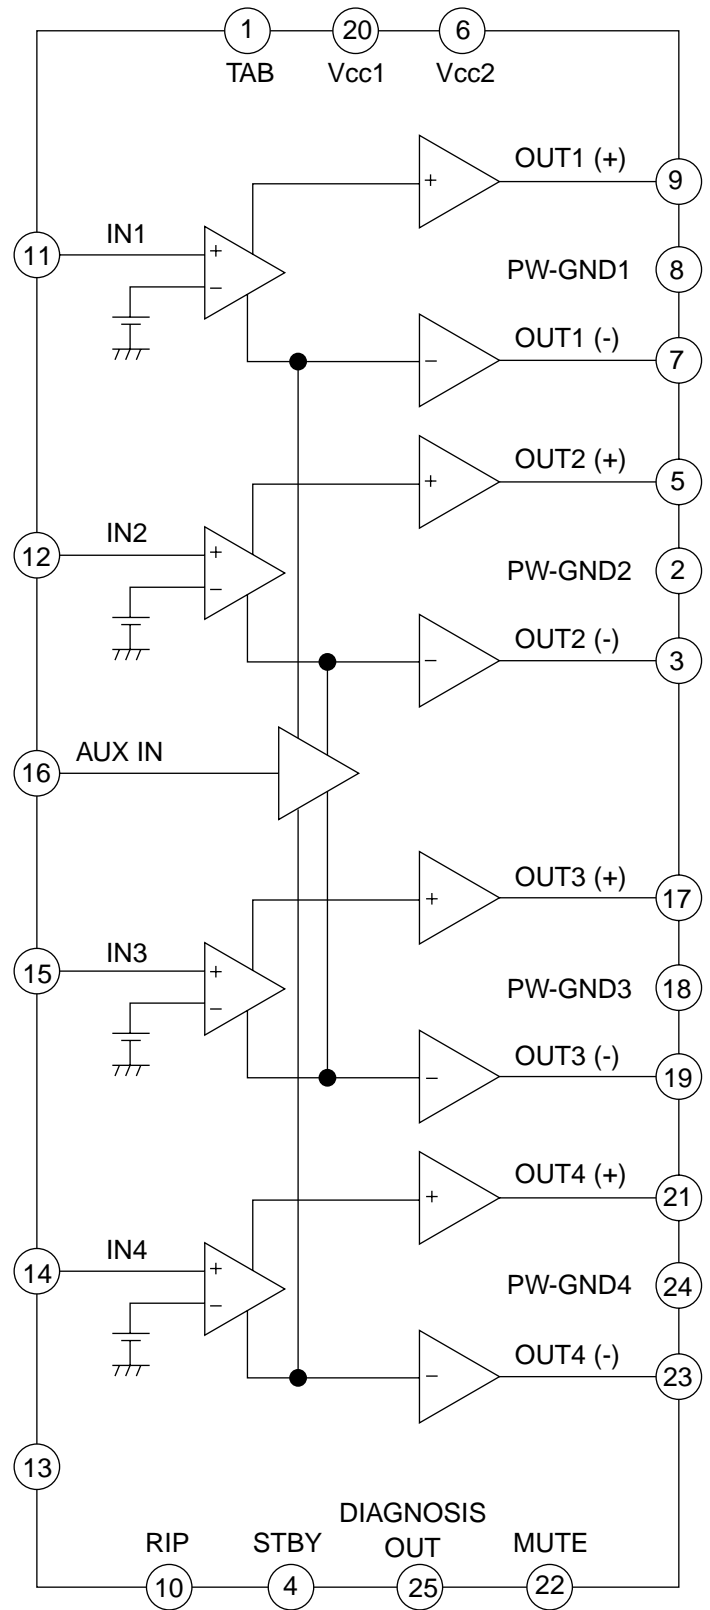 1 20 6
TAB Vcc1 Vcc2
OUT1 (+)
+ 9
IN1
11 + PW-GND1 8
−
OUT1 (-)
− 7
OUT2 (+)
+ 5
IN2
12 + PW-GND2 2
−
OUT2 (-)
− 3
AUX IN
16
OUT3 (+)
+ 17
IN3
15 + PW-GND3 18
−
OUT3 (-)
− 19
OUT4 (+)
+ 21
IN4
14 + PW-GND4 24
−
OUT4 (-)
− 23
13
DIAGNOSIS
RIP STBY OUT MUTE
10 4 25 22